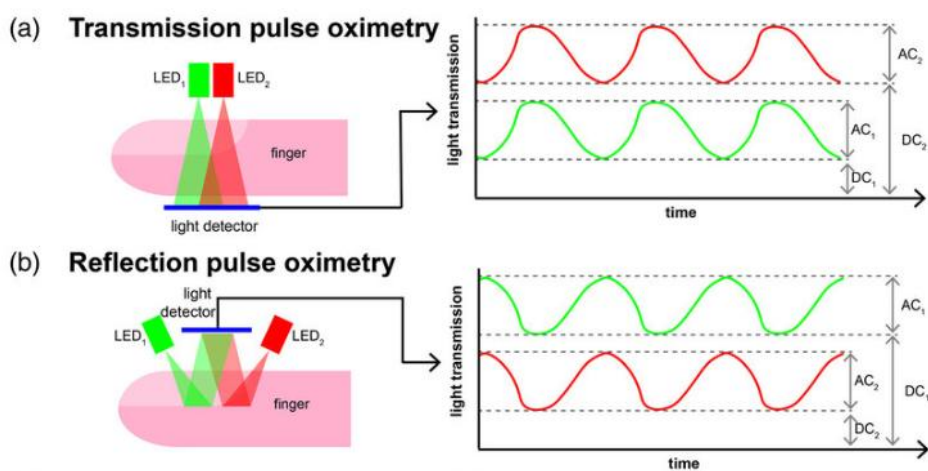 (a) Transmission pulse oximetry
LED1 LED2
finger
light detector
light transmission
time
AC2
AC1
DC2
DC1
(b) Reflection pulse oximetry
light
detector
LED1 LED2
finger
light transmission
time
AC1
AC2
DC1
DC2